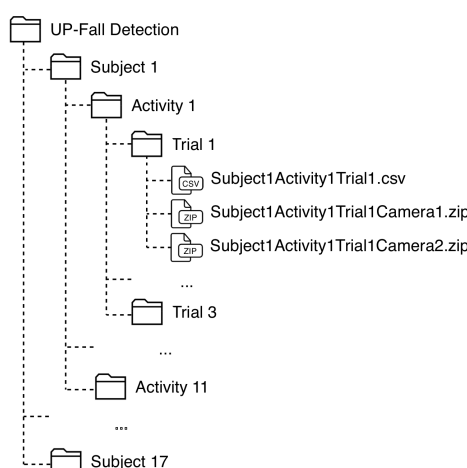 UP-Fall Detection
Subject 1
Activity 1
Trial 1
CSV Subject1Activity1Trial1.csv
ZIP Subject1Activity1Trial1Camera1.zip
ZIP Subject1Activity1Trial1Camera2.zip
...
Trial 3
...
Activity 11
...
Subject 17